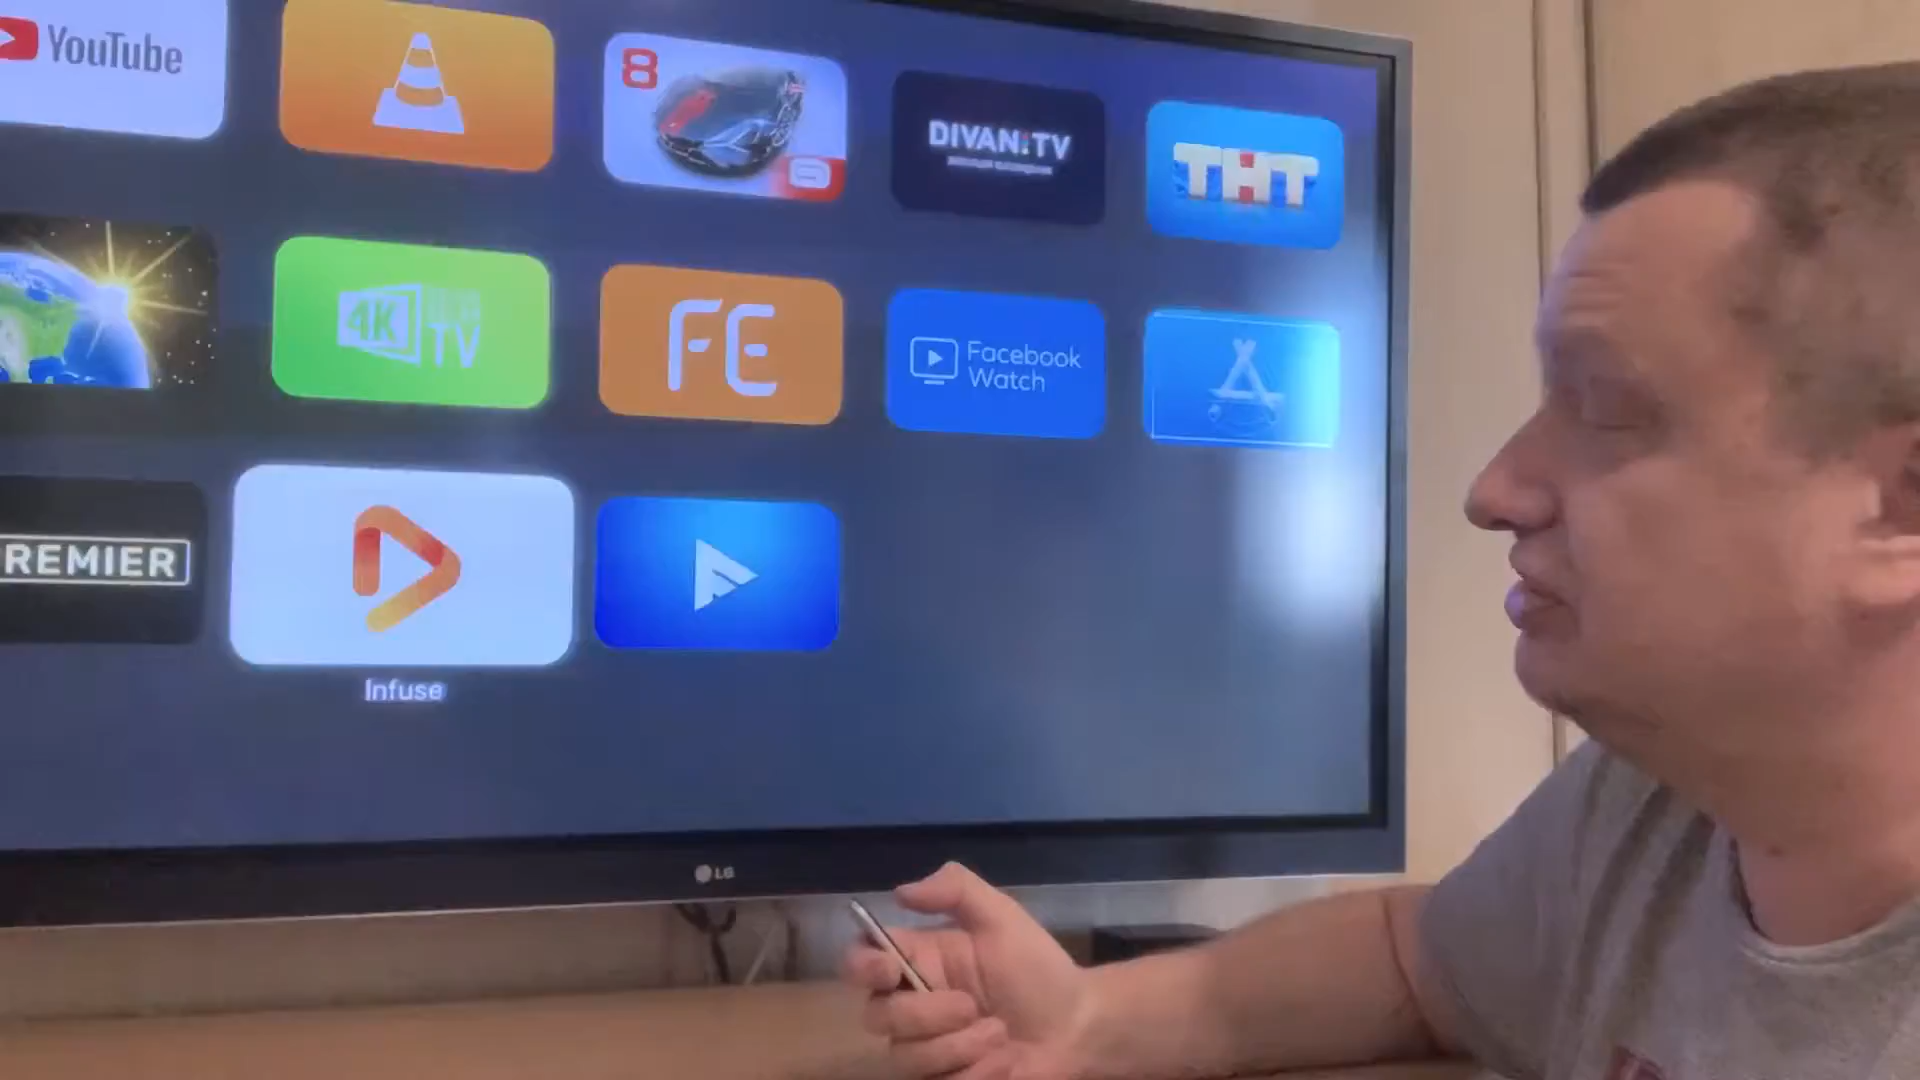 YouTube
8
DIVAN.TV
ТНТ
4K
TV
FE
Facebook
Watch
REMIER
Infuse
LG